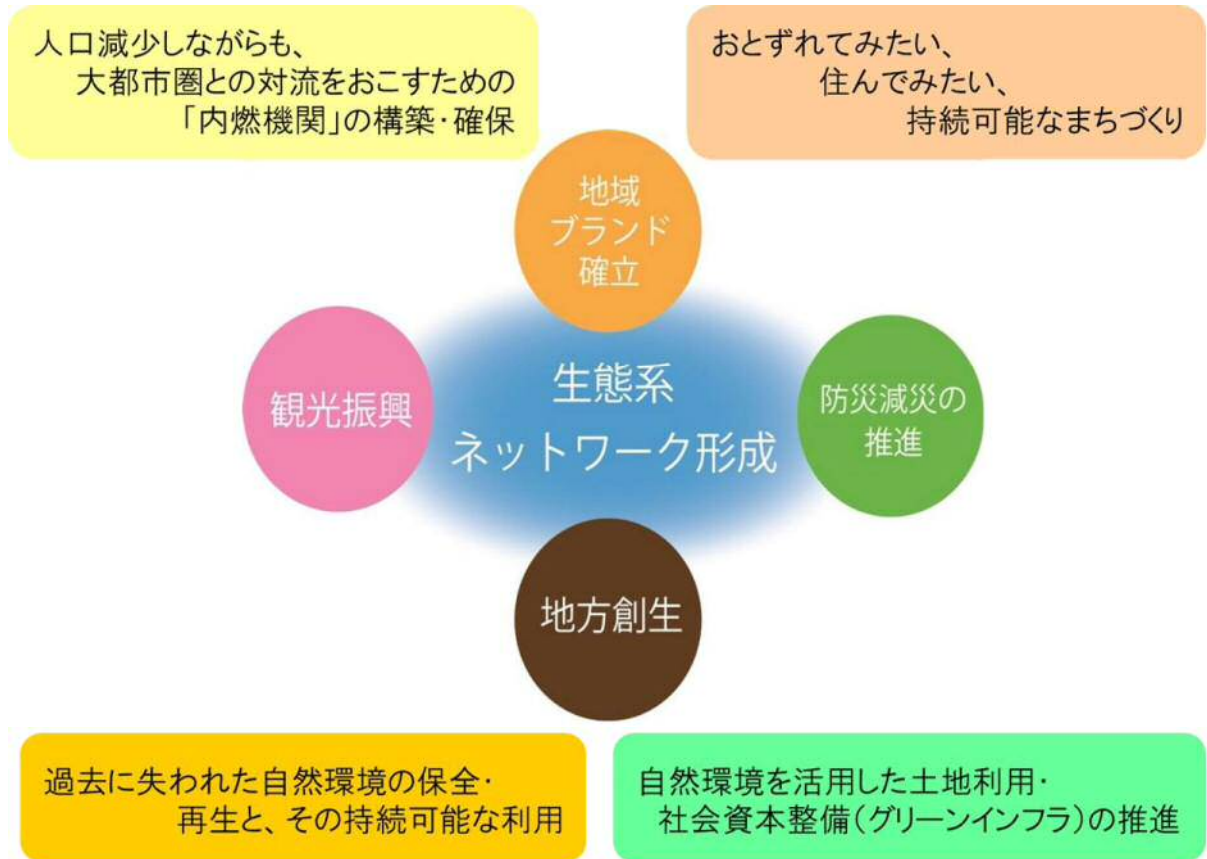 人口減少しながらも、
大都市圏との対流をおこすための
「内燃機関」の構築・確保
おとずれてみたい、
住んでみたい、
持続可能なまちづくり
地域
ブランド
確立
観光振興
生態系
ネットワーク形成
防災減災の
推進
地方創生
過去に失われた自然環境の保全・
再生と、その持続可能な利用
自然環境を活用した土地利用・
社会資本整備(グリーンインフラ)の推進